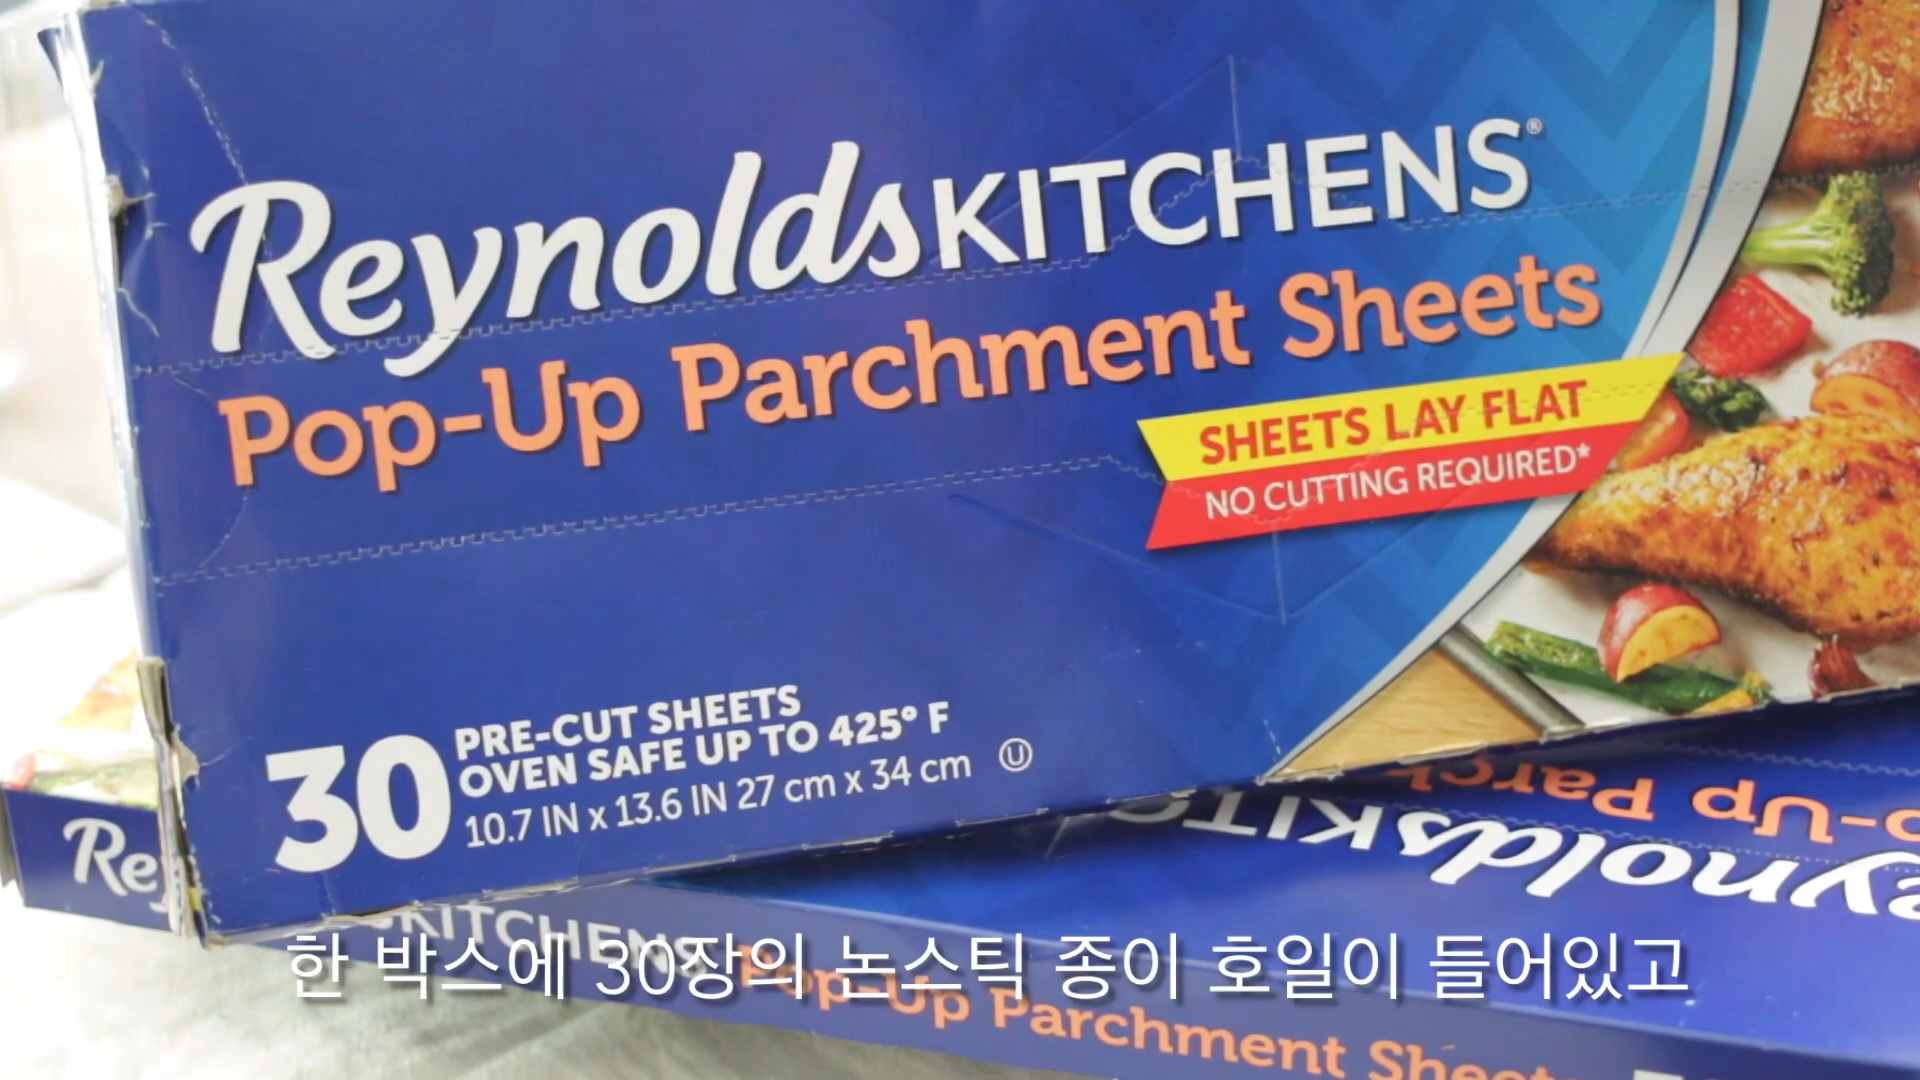 Reynolds KITCHENS®
Pop-Up Parchment Sheets
SHEETS LAY FLAT
NO CUTTING REQUIRED*
30 PRE-CUT SHEETS
OVEN SAFE UP TO 425° F
10.7 IN x 13.6 IN 27 cm x 34 cm Ⓤ
KITCHENS Pop-Up Parchment
한 박스에 30장의 논스틱 종이 호일이 들어있고